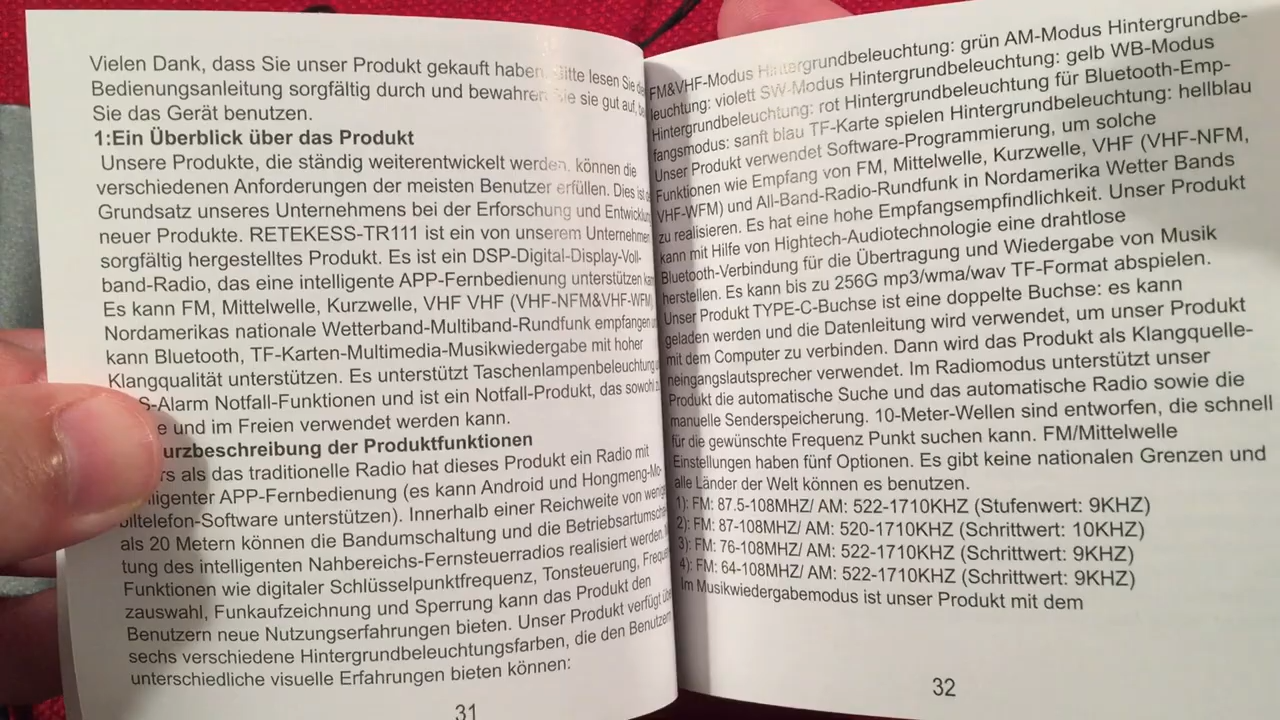 Vielen Dank, dass Sie unser Produkt gekauft haben. Bitte lesen Sie
Bedienungsanleitung sorgfältig durch und bewahren Sie sie gut auf,
Sie das Gerät benutzen.
1:Ein Überblick über das Produkt
Unsere Produkte, die ständig weiterentwickelt werden, können die
verschiedenen Anforderungen der meisten Benutzer erfüllen. Dies ist
Grundsatz unseres Unternehmens bei der Erforschung und Entwicklung
neuer Produkte. RETEKESS-TR111 ist ein von unserem Unternehmen
sorgfältig hergestelltes Produkt. Es ist ein DSP-Digital-Display-Voll-
band-Radio, das eine intelligente APP-Fernbedienung unterstützen kann
Es kann FM, Mittelwelle, Kurzwelle, VHF VHF (VHF-NFM&VHF-WFM)
Nordamerikas nationale Wetterband-Multiband-Rundfunk empfangen
kann Bluetooth, TF-Karten-Multimedia-Musikwiedergabe mit hoher
Klangqualität unterstützen. Es unterstützt Taschenlampenbeleuchtung
S-Alarm Notfall-Funktionen und ist ein Notfall-Produkt, das sowohl
e und im Freien verwendet werden kann.
urzbeschreibung der Produktfunktionen
rs als das traditionelle Radio hat dieses Produkt ein Radio mit
lligenter APP-Fernbedienung (es kann Android und Hongmeng-Mo-
biltelefon-Software unterstützen). Innerhalb einer Reichweite von weniger
als 20 Metern können die Bandumschaltung und die Betriebsartumschal-
tung des intelligenten Nahbereichs-Fernsteuerradios realisiert werden.
Funktionen wie digitaler Schlüsselpunktfrequenz, Tonsteuerung, Frequen
zauswahl, Funkaufzeichnung und Sperrung kann das Produkt den
Benutzern neue Nutzungserfahrungen bieten. Unser Produkt verfügt über
sechs verschiedene Hintergrundbeleuchtungsfarben, die den Benutzern
unterschiedliche visuelle Erfahrungen bieten können:
31
FM&VHF-Modus Hintergrundbeleuchtung: grün AM-Modus Hintergrundbe-
leuchtung: violett SW-Modus Hintergrundbeleuchtung: gelb WB-Modus
Hintergrundbeleuchtung: rot Hintergrundbeleuchtung für Bluetooth-Emp-
fangsmodus: sanft blau TF-Karte spielen Hintergrundbeleuchtung: hellblau
Unser Produkt verwendet Software-Programmierung, um solche
Funktionen wie Empfang von FM, Mittelwelle, Kurzwelle, VHF (VHF-NFM,
VHF-WFM) und All-Band-Radio-Rundfunk in Nordamerika Wetter Bands
zu realisieren. Es hat eine hohe Empfangsempfindlichkeit. Unser Produkt
kann mit Hilfe von Hightech-Audiotechnologie eine drahtlose
Bluetooth-Verbindung für die Übertragung und Wiedergabe von Musik
herstellen. Es kann bis zu 256G mp3/wma/wav TF-Format abspielen.
Unser Produkt TYPE-C-Buchse ist eine doppelte Buchse: es kann
geladen werden und die Datenleitung wird verwendet, um unser Produkt
mit dem Computer zu verbinden. Dann wird das Produkt als Klangquelle-
neingangslautsprecher verwendet. Im Radiomodus unterstützt unser
Produkt die automatische Suche und das automatische Radio sowie die
manuelle Senderspeicherung. 10-Meter-Wellen sind entworfen, die schnell
für die gewünschte Frequenz Punkt suchen kann. FM/Mittelwelle
Einstellungen haben fünf Optionen. Es gibt keine nationalen Grenzen und
alle Länder der Welt können es benutzen.
1): FM: 87.5-108MHZ/ AM: 522-1710KHZ (Stufenwert: 9KHZ)
2): FM: 87-108MHZ/ AM: 520-1710KHZ (Schrittwert: 10KHZ)
3): FM: 76-108MHZ/ AM: 522-1710KHZ (Schrittwert: 9KHZ)
4): FM: 64-108MHZ/ AM: 522-1710KHZ (Schrittwert: 9KHZ)
Im Musikwiedergabemodus ist unser Produkt mit dem
32